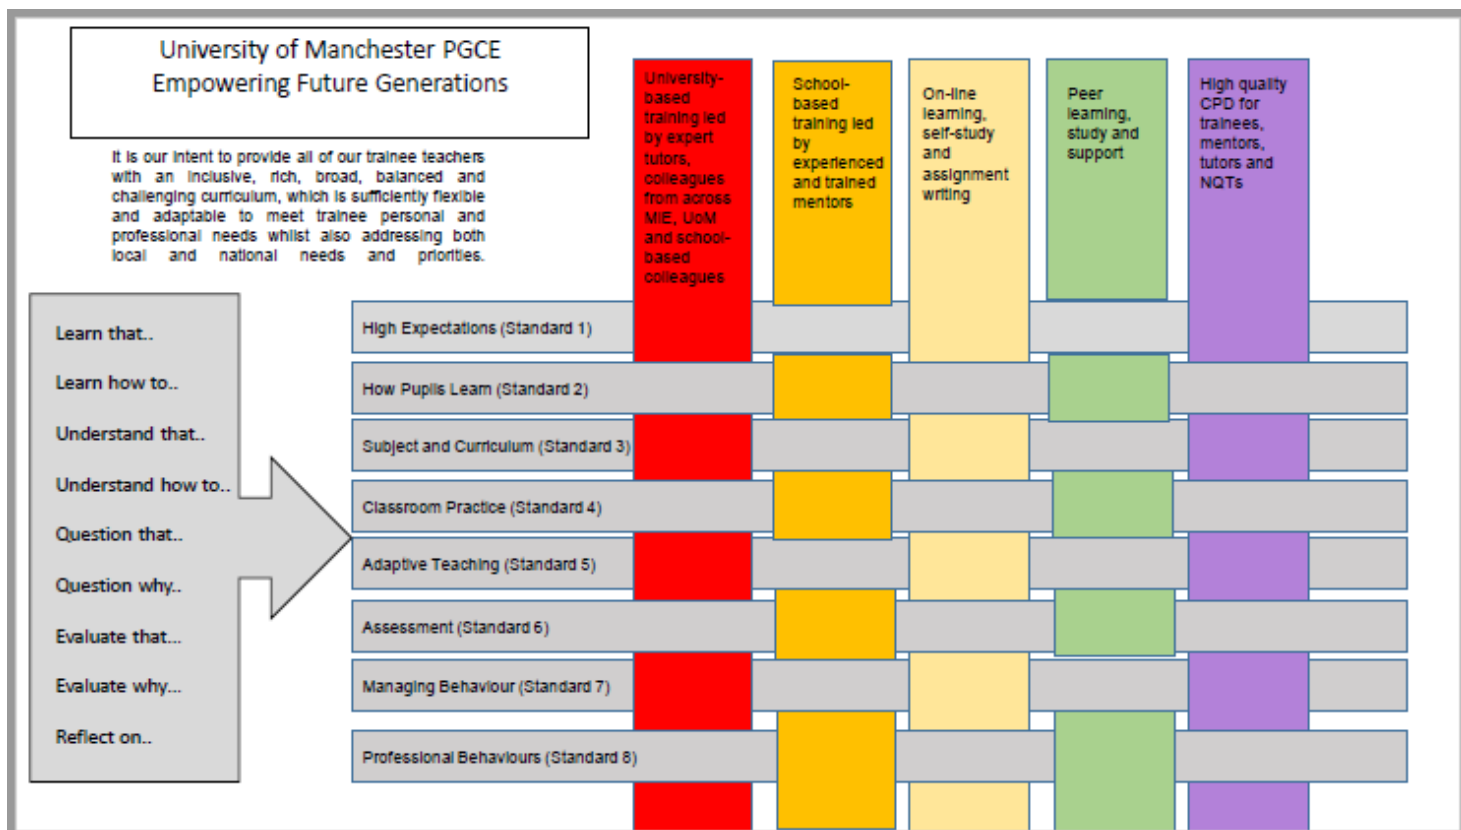 University of Manchester PGCE
Empowering Future Generations
It is our intent to provide all of our trainee teachers
with an inclusive, rich, broad, balanced and
challenging curriculum, which is sufficiently flexible
and adaptable to meet trainee personal and
professional needs whilst also addressing both
local and national needs and priorities.
University-
based
training led
by expert
tutors,
colleagues
from across
MIE, UoM
and school-
based
colleagues
School-
based
training led
by
experienced
and trained
mentors
On-line
learning,
self-study
and
assignment
writing
Peer
learning,
study and
support
High quality
CPD for
trainees,
mentors,
tutors and
NQTs
Learn that..
Learn how to..
Understand that..
Understand how to..
Question that..
Question why..
Evaluate that...
Evaluate why...
Reflect on..
High Expectations (Standard 1)
How Pupils Learn (Standard 2)
Subject and Curriculum (Standard 3)
Classroom Practice (Standard 4)
Adaptive Teaching (Standard 5)
Assessment (Standard 6)
Managing Behaviour (Standard 7)
Professional Behaviours (Standard 8)